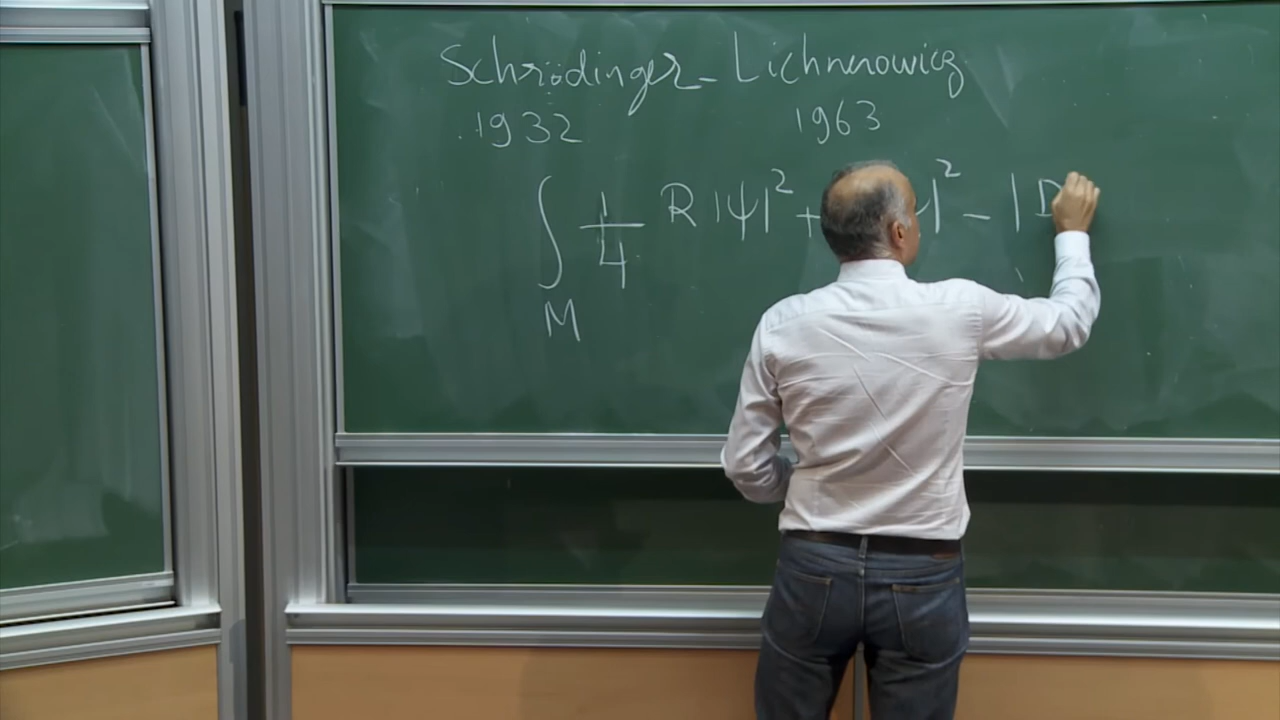 Schrödinger - Lichnerowicz
1932 1963
∫ 1/4 R |ψ|² + |² - | D
M